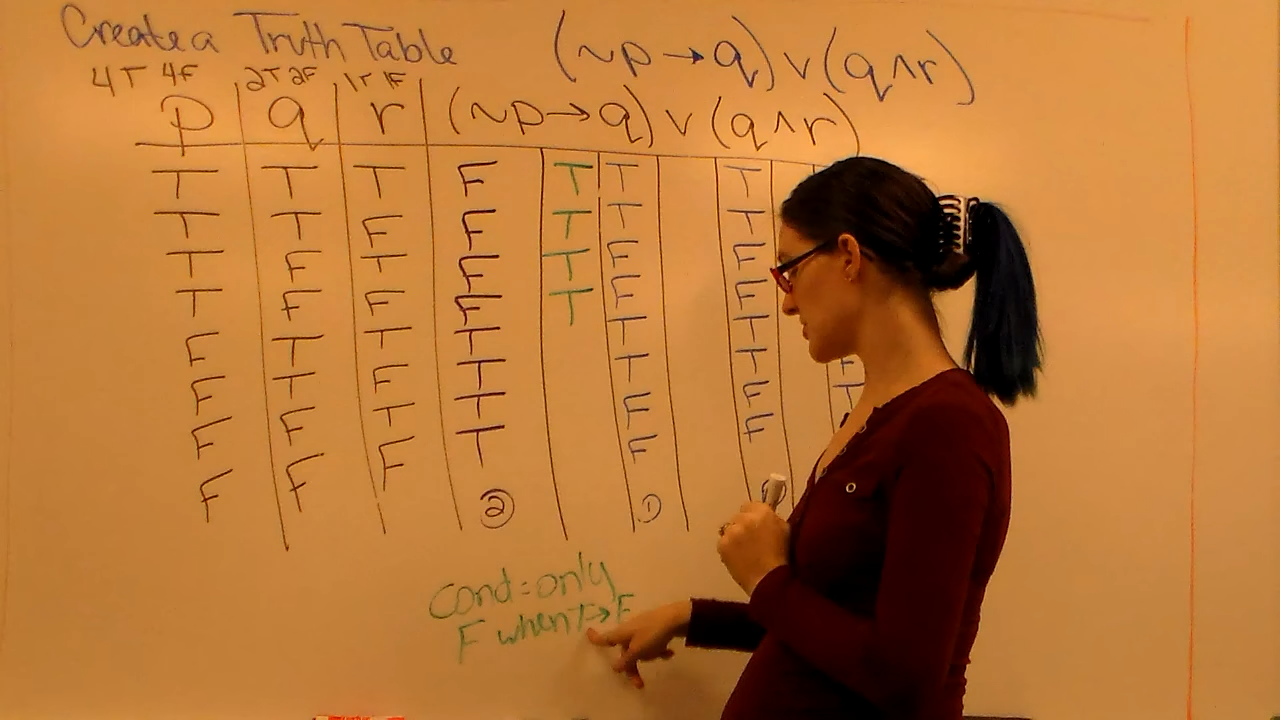 Create a Truth Table (~p→q)∨(q∧r)
4T 4F 2T 2F 1T 1F
p q r (~p→q)∨(q∧r)
T T T F T T T
T T F F T T T
T F T F T F F
T F F F T F F
F T T T T T
F T F T T T F
F F T T F F T
F F F T F F
② ①
Cond=only
F when T→F